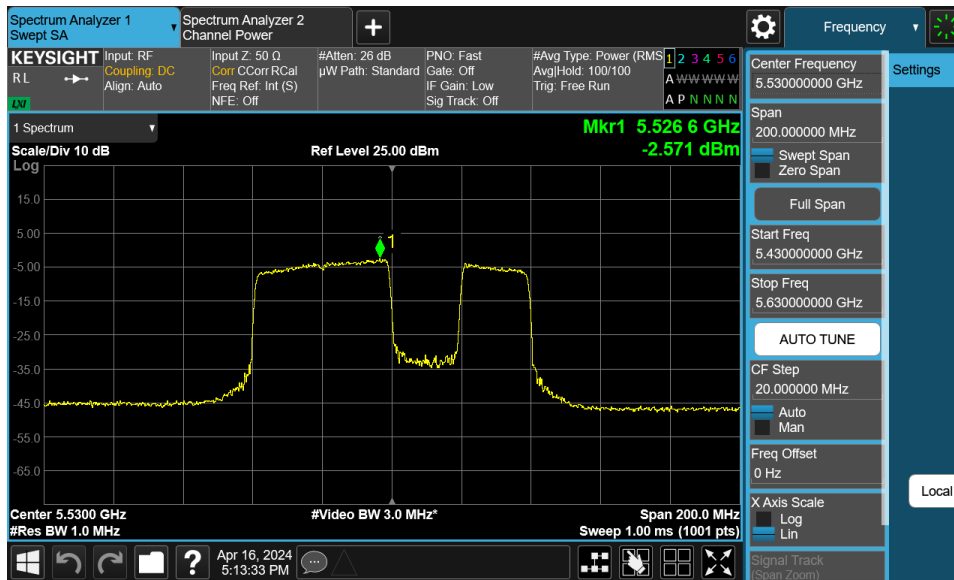 Spectrum Analyzer 1
Swept SA
Spectrum Analyzer 2
Channel Power
Frequency
KEYSIGHT
R L
LXI
Input: RF
Coupling: DC
Align: Auto
Input Z: 50 Ω
Corr CCorr RCal
Freq Ref: Int (S)
NFE: Off
#Atten: 26 dB
µW Path: Standard
PNO: Fast
Gate: Off
IF Gain: Low
Sig Track: Off
#Avg Type: Power (RMS
Avg|Hold: 100/100
Trig: Free Run
1 2 3 4 5 6
A W W W W W
A P N N N N
1 Spectrum
Scale/Div 10 dB
Log
Ref Level 25.00 dBm
Mkr1 5.526 6 GHz
-2.571 dBm
15.0
5.00
-5.00
-15.0
-25.0
-35.0
-45.0
-55.0
-65.0
1
Center 5.5300 GHz
#Res BW 1.0 MHz
#Video BW 3.0 MHz*
Span 200.0 MHz
Sweep 1.00 ms (1001 pts)
Center Frequency
5.530000000 GHz
Settings
Span
200.000000 MHz
Swept Span
Zero Span
Full Span
Start Freq
5.430000000 GHz
Stop Freq
5.630000000 GHz
AUTO TUNE
CF Step
20.000000 MHz
Auto
Man
Freq Offset
0 Hz
X Axis Scale
Log
Lin
Signal Track
(Span Zoom)
Local
?
Apr 16, 2024
5:13:33 PM